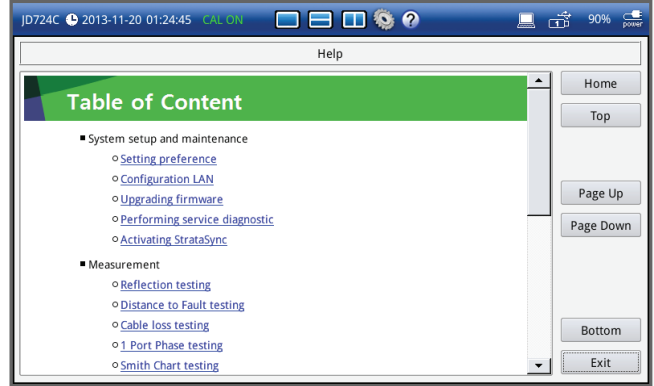 JD724C 2013-11-20 01:24:45 CAL ON ? 90% power
Help
Table of Content
System setup and maintenance
Setting preference
Configuration LAN
Upgrading firmware
Performing service diagnostic
Activating StrataSync
Measurement
Reflection testing
Distance to Fault testing
Cable loss testing
1 Port Phase testing
Smith Chart testing
Home
Top
Page Up
Page Down
Bottom
Exit